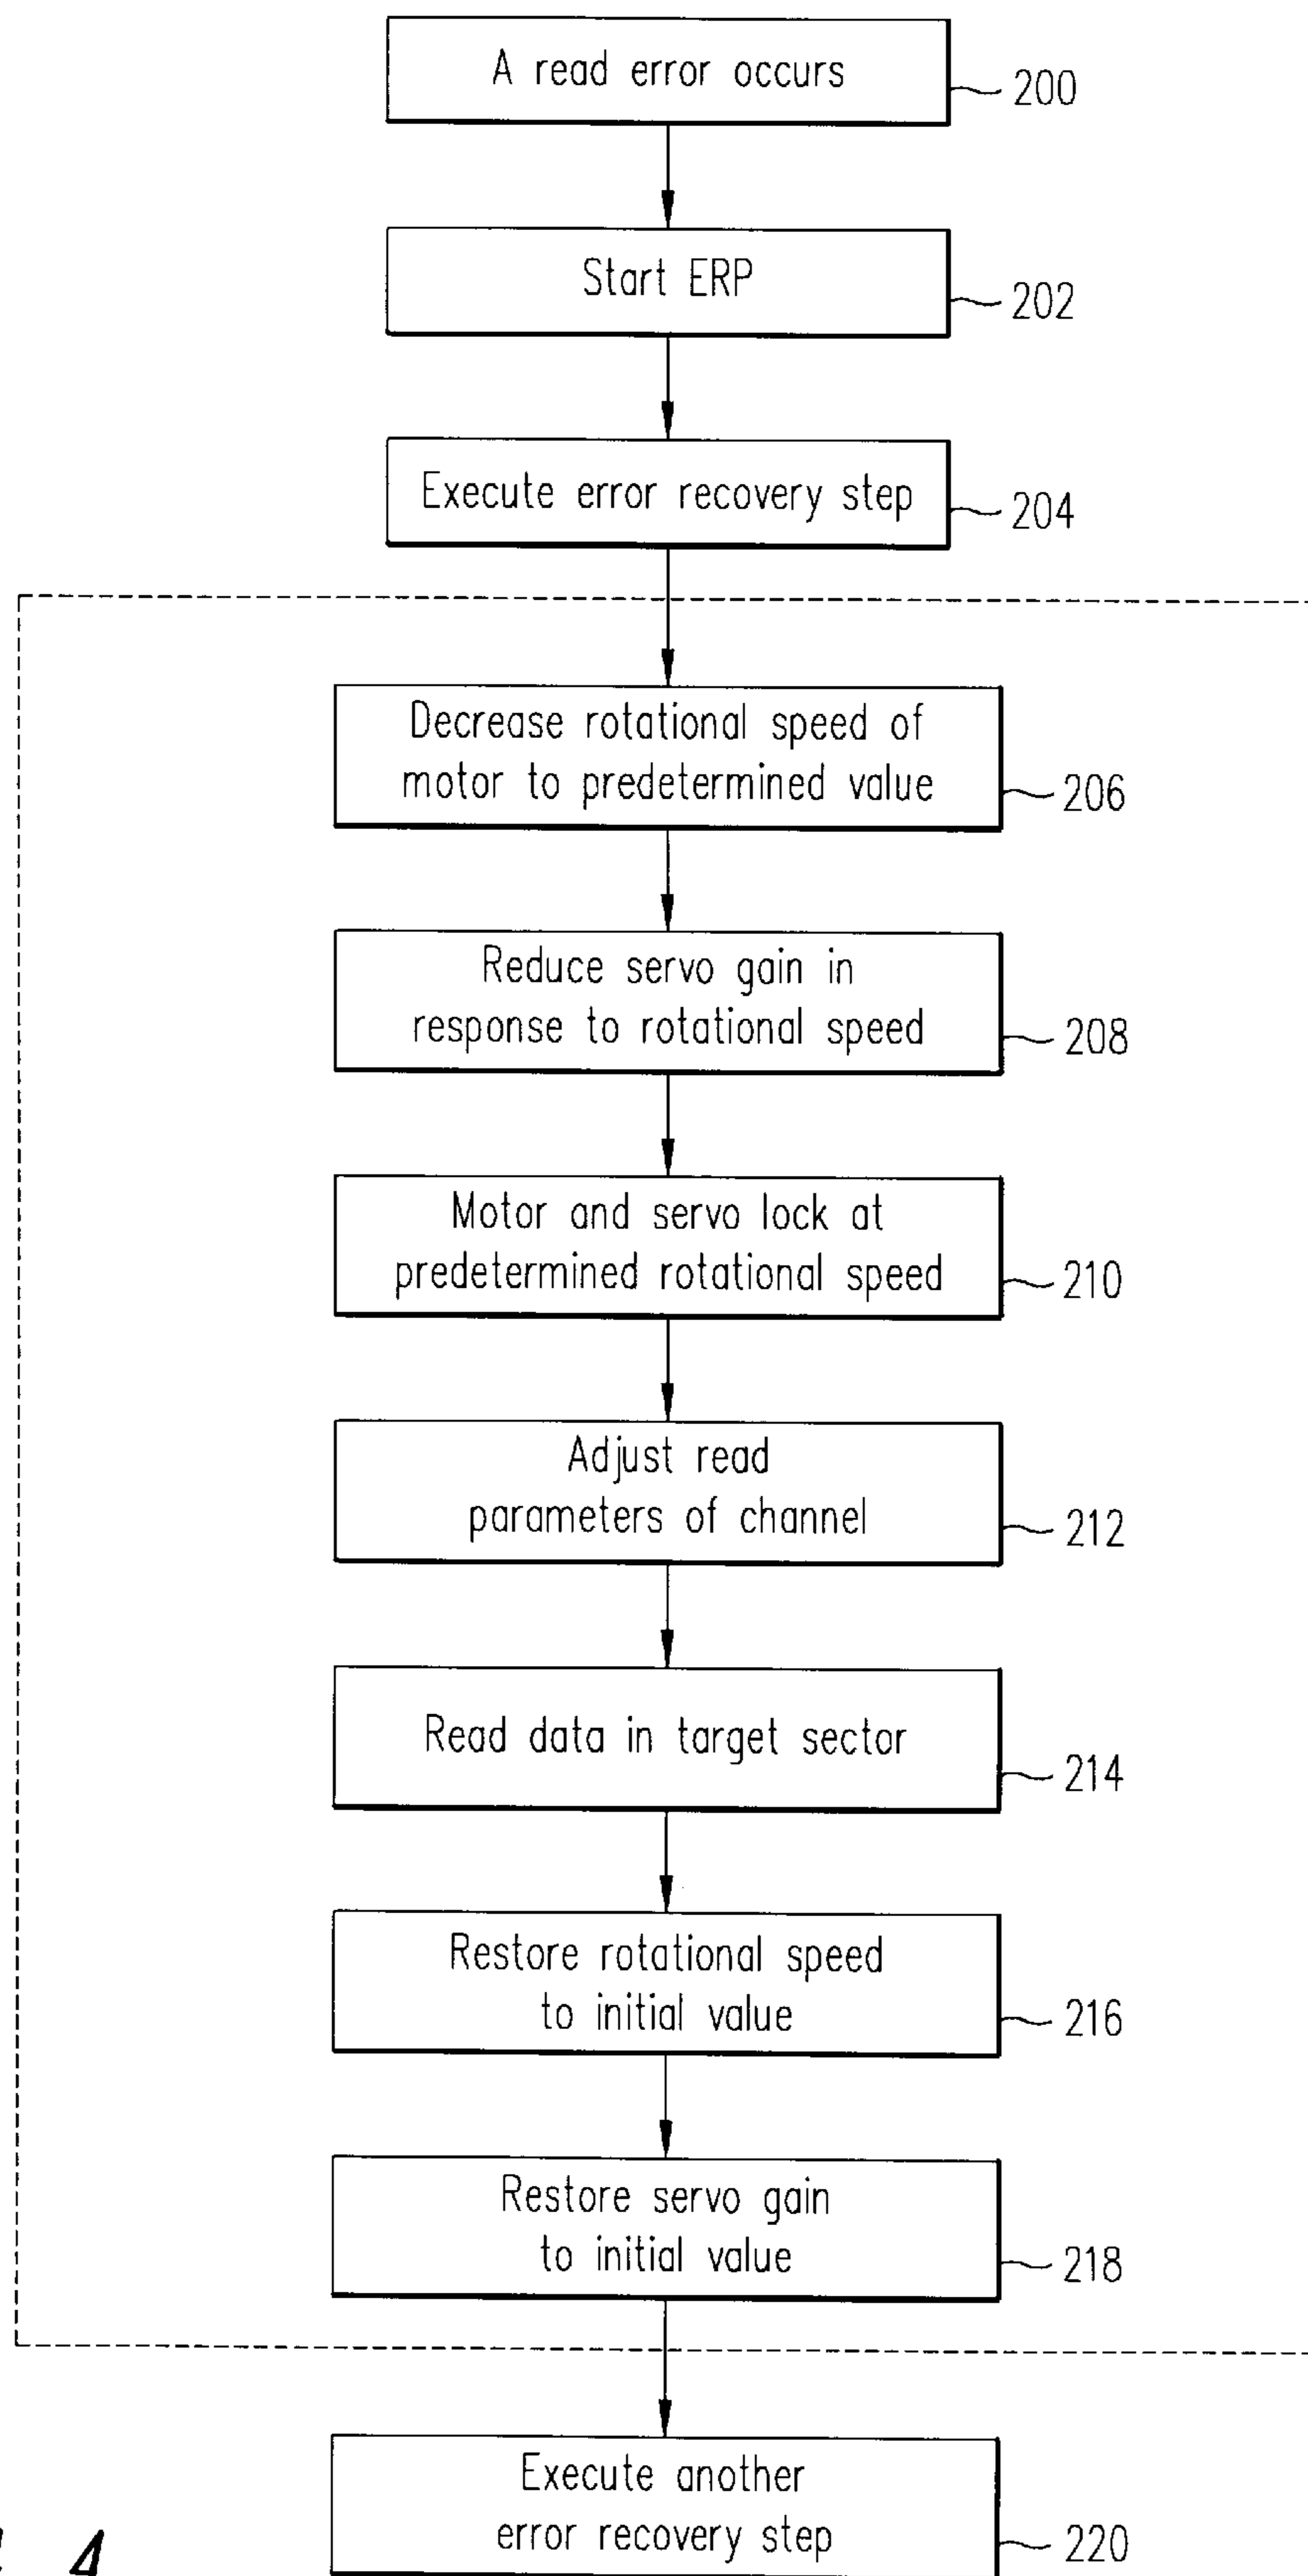 A read error occurs
200
Start ERP
202
Execute error recovery step
204
Decrease rotational speed of
motor to predetermined value
206
Reduce servo gain in
response to rotational speed
208
Motor and servo lock at
predetermined rotational speed
210
Adjust read
parameters of channel
212
Read data in target sector
214
Restore rotational speed
to initial value
216
Restore servo gain
to initial value
218
Execute another
error recovery step
220
4